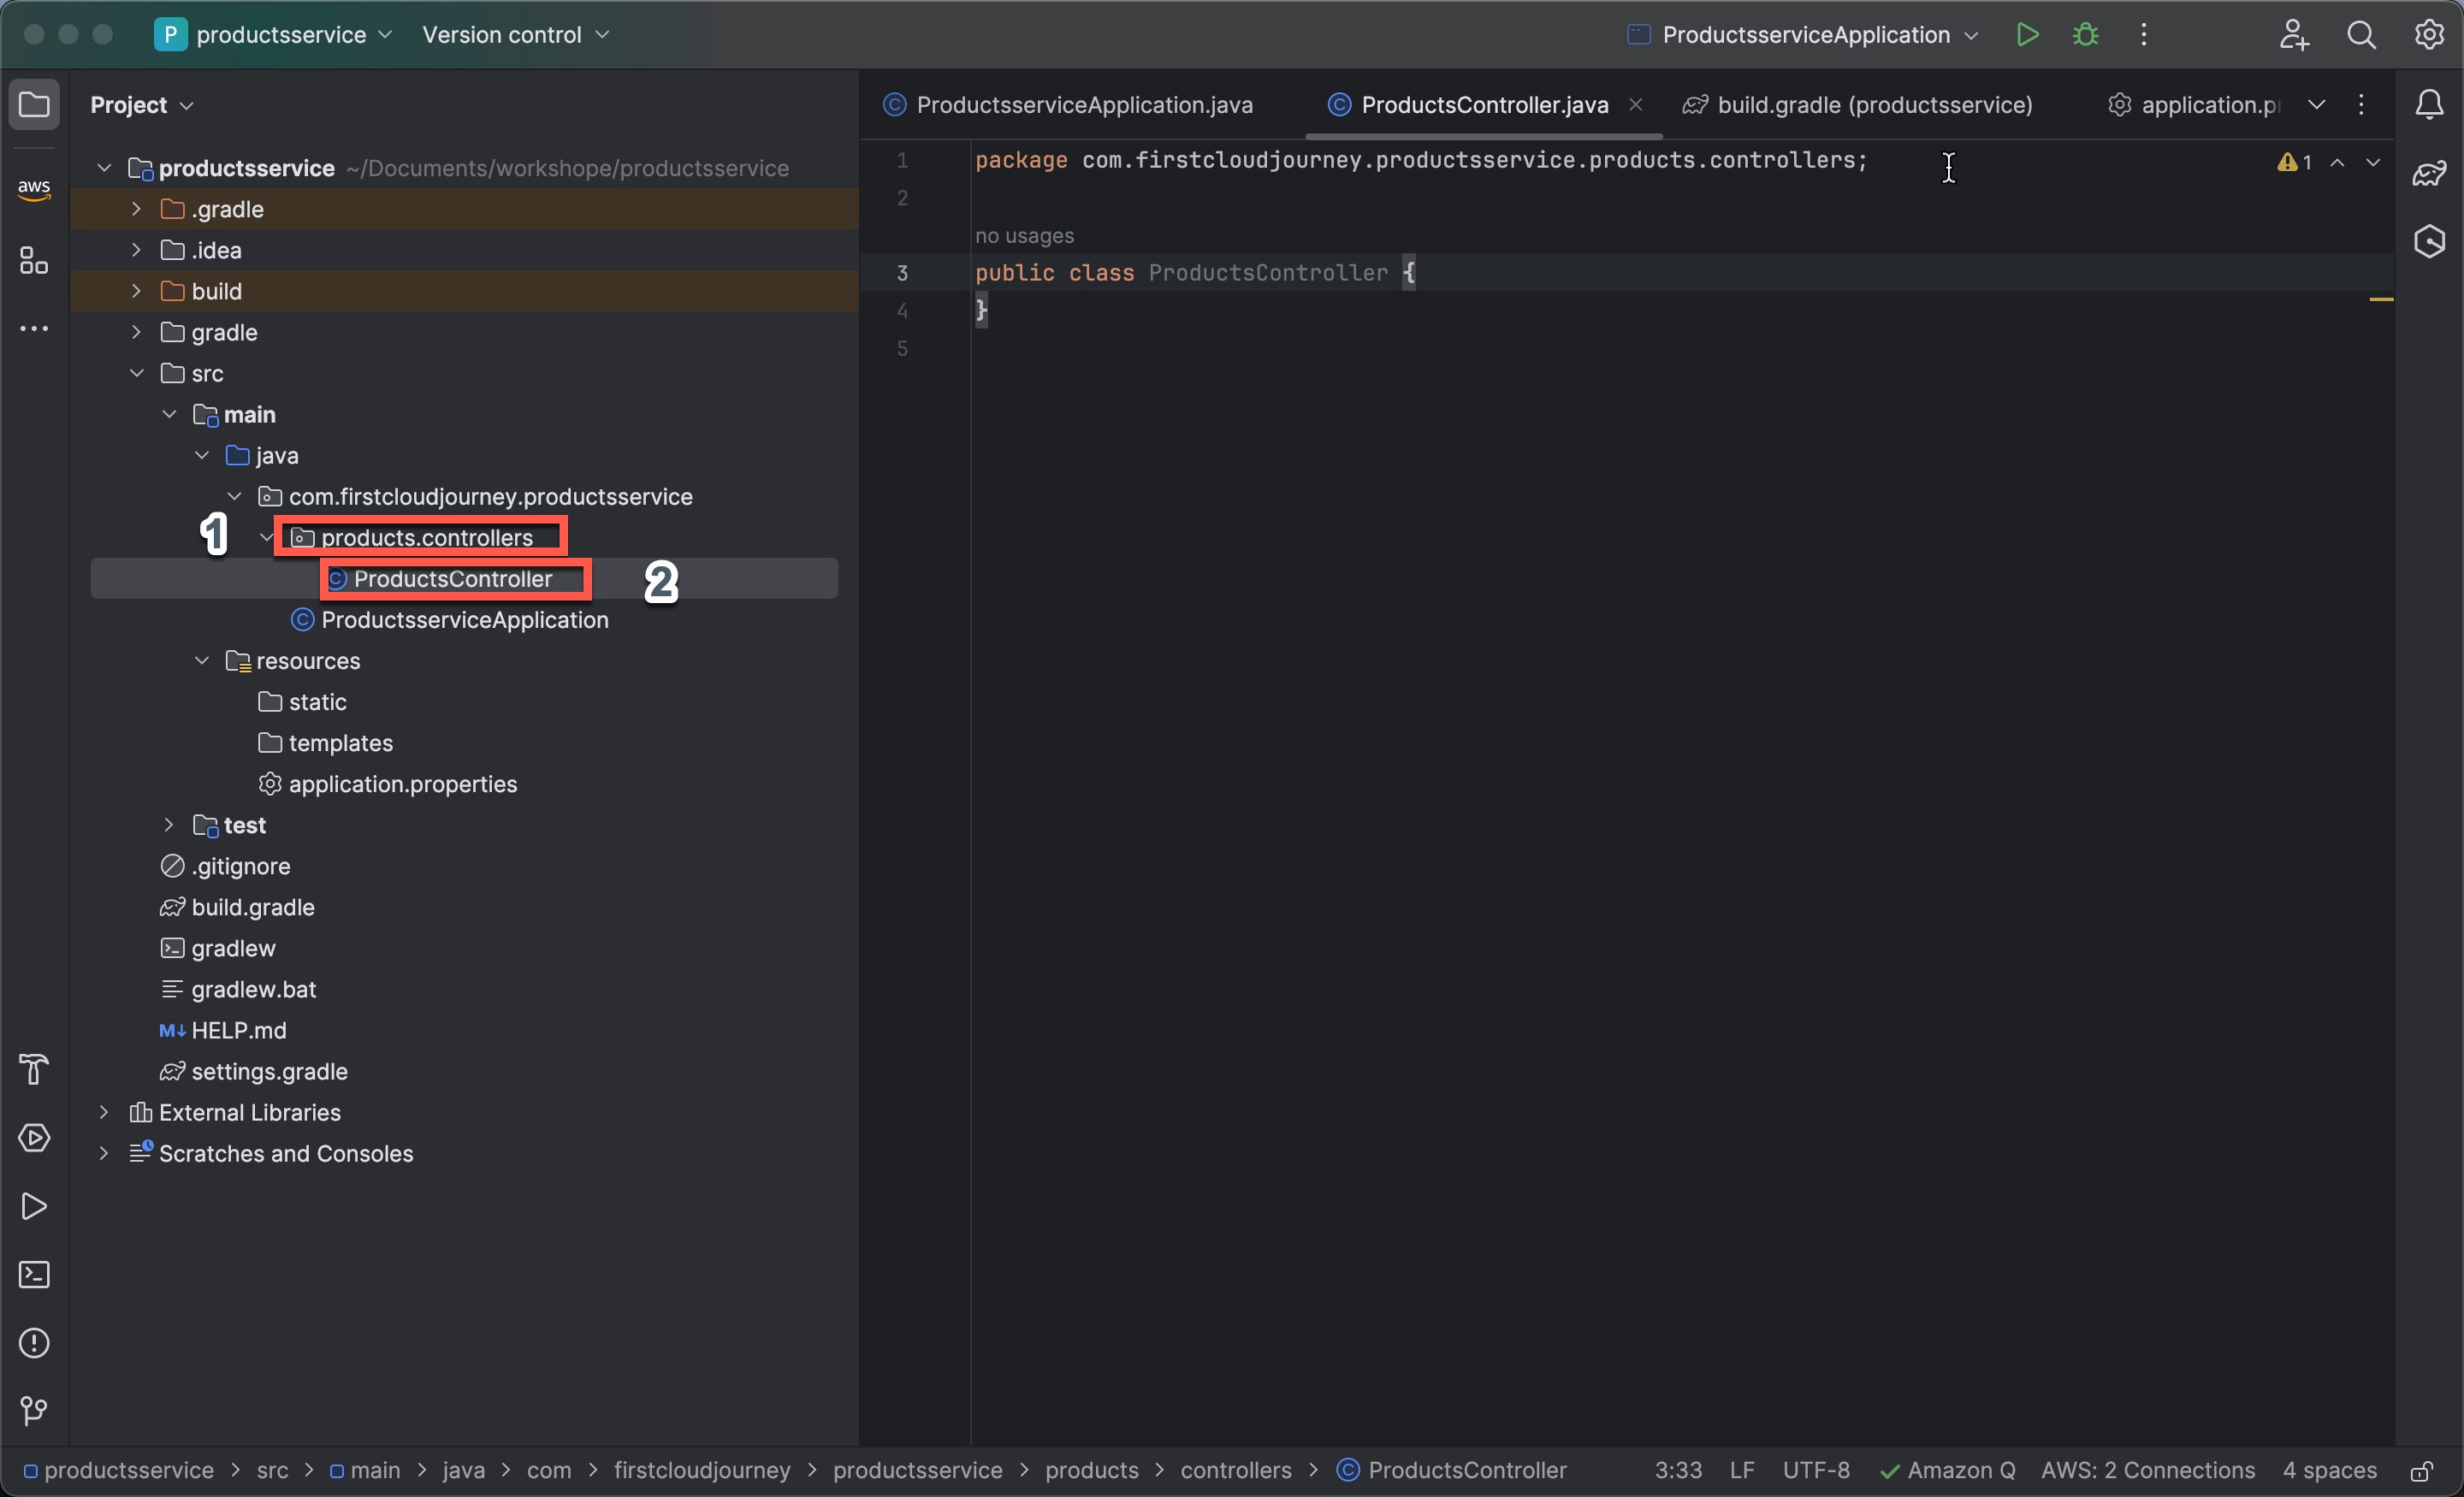 P productsservice Version control ProductsserviceApplication
Project
ProductsserviceApplication.java ProductsController.java build.gradle (productsservice) application.pr
aws
productsservice ~/Documents/workshope/productsservice
.gradle
.idea
build
gradle
src
main
java
com.firstcloudjourney.productsservice
1 products.controllers
ProductsController 2
ProductsserviceApplication
resources
static
templates
application.properties
test
.gitignore
build.gradle
gradlew
gradlew.bat
M↓ HELP.md
settings.gradle
External Libraries
Scratches and Consoles
1 package com.firstcloudjourney.productsservice.products.controllers; 1
2
no usages
3 public class ProductsController {
4 }
5
productsservice > src > main > java > com > firstcloudjourney > productsservice > products > controllers > ProductsController 3:33 LF UTF-8 Amazon Q AWS: 2 Connections 4 spaces